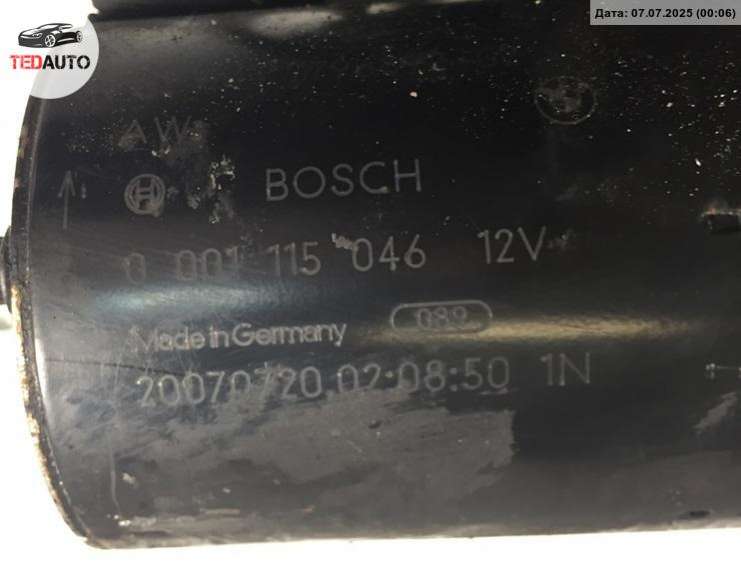 Дата: 07.07.2025 (00:06)
TEDAUTO
AW
BOSCH
0 001 115 046 12V
Made in Germany
089
20070720 02:08:50 1N